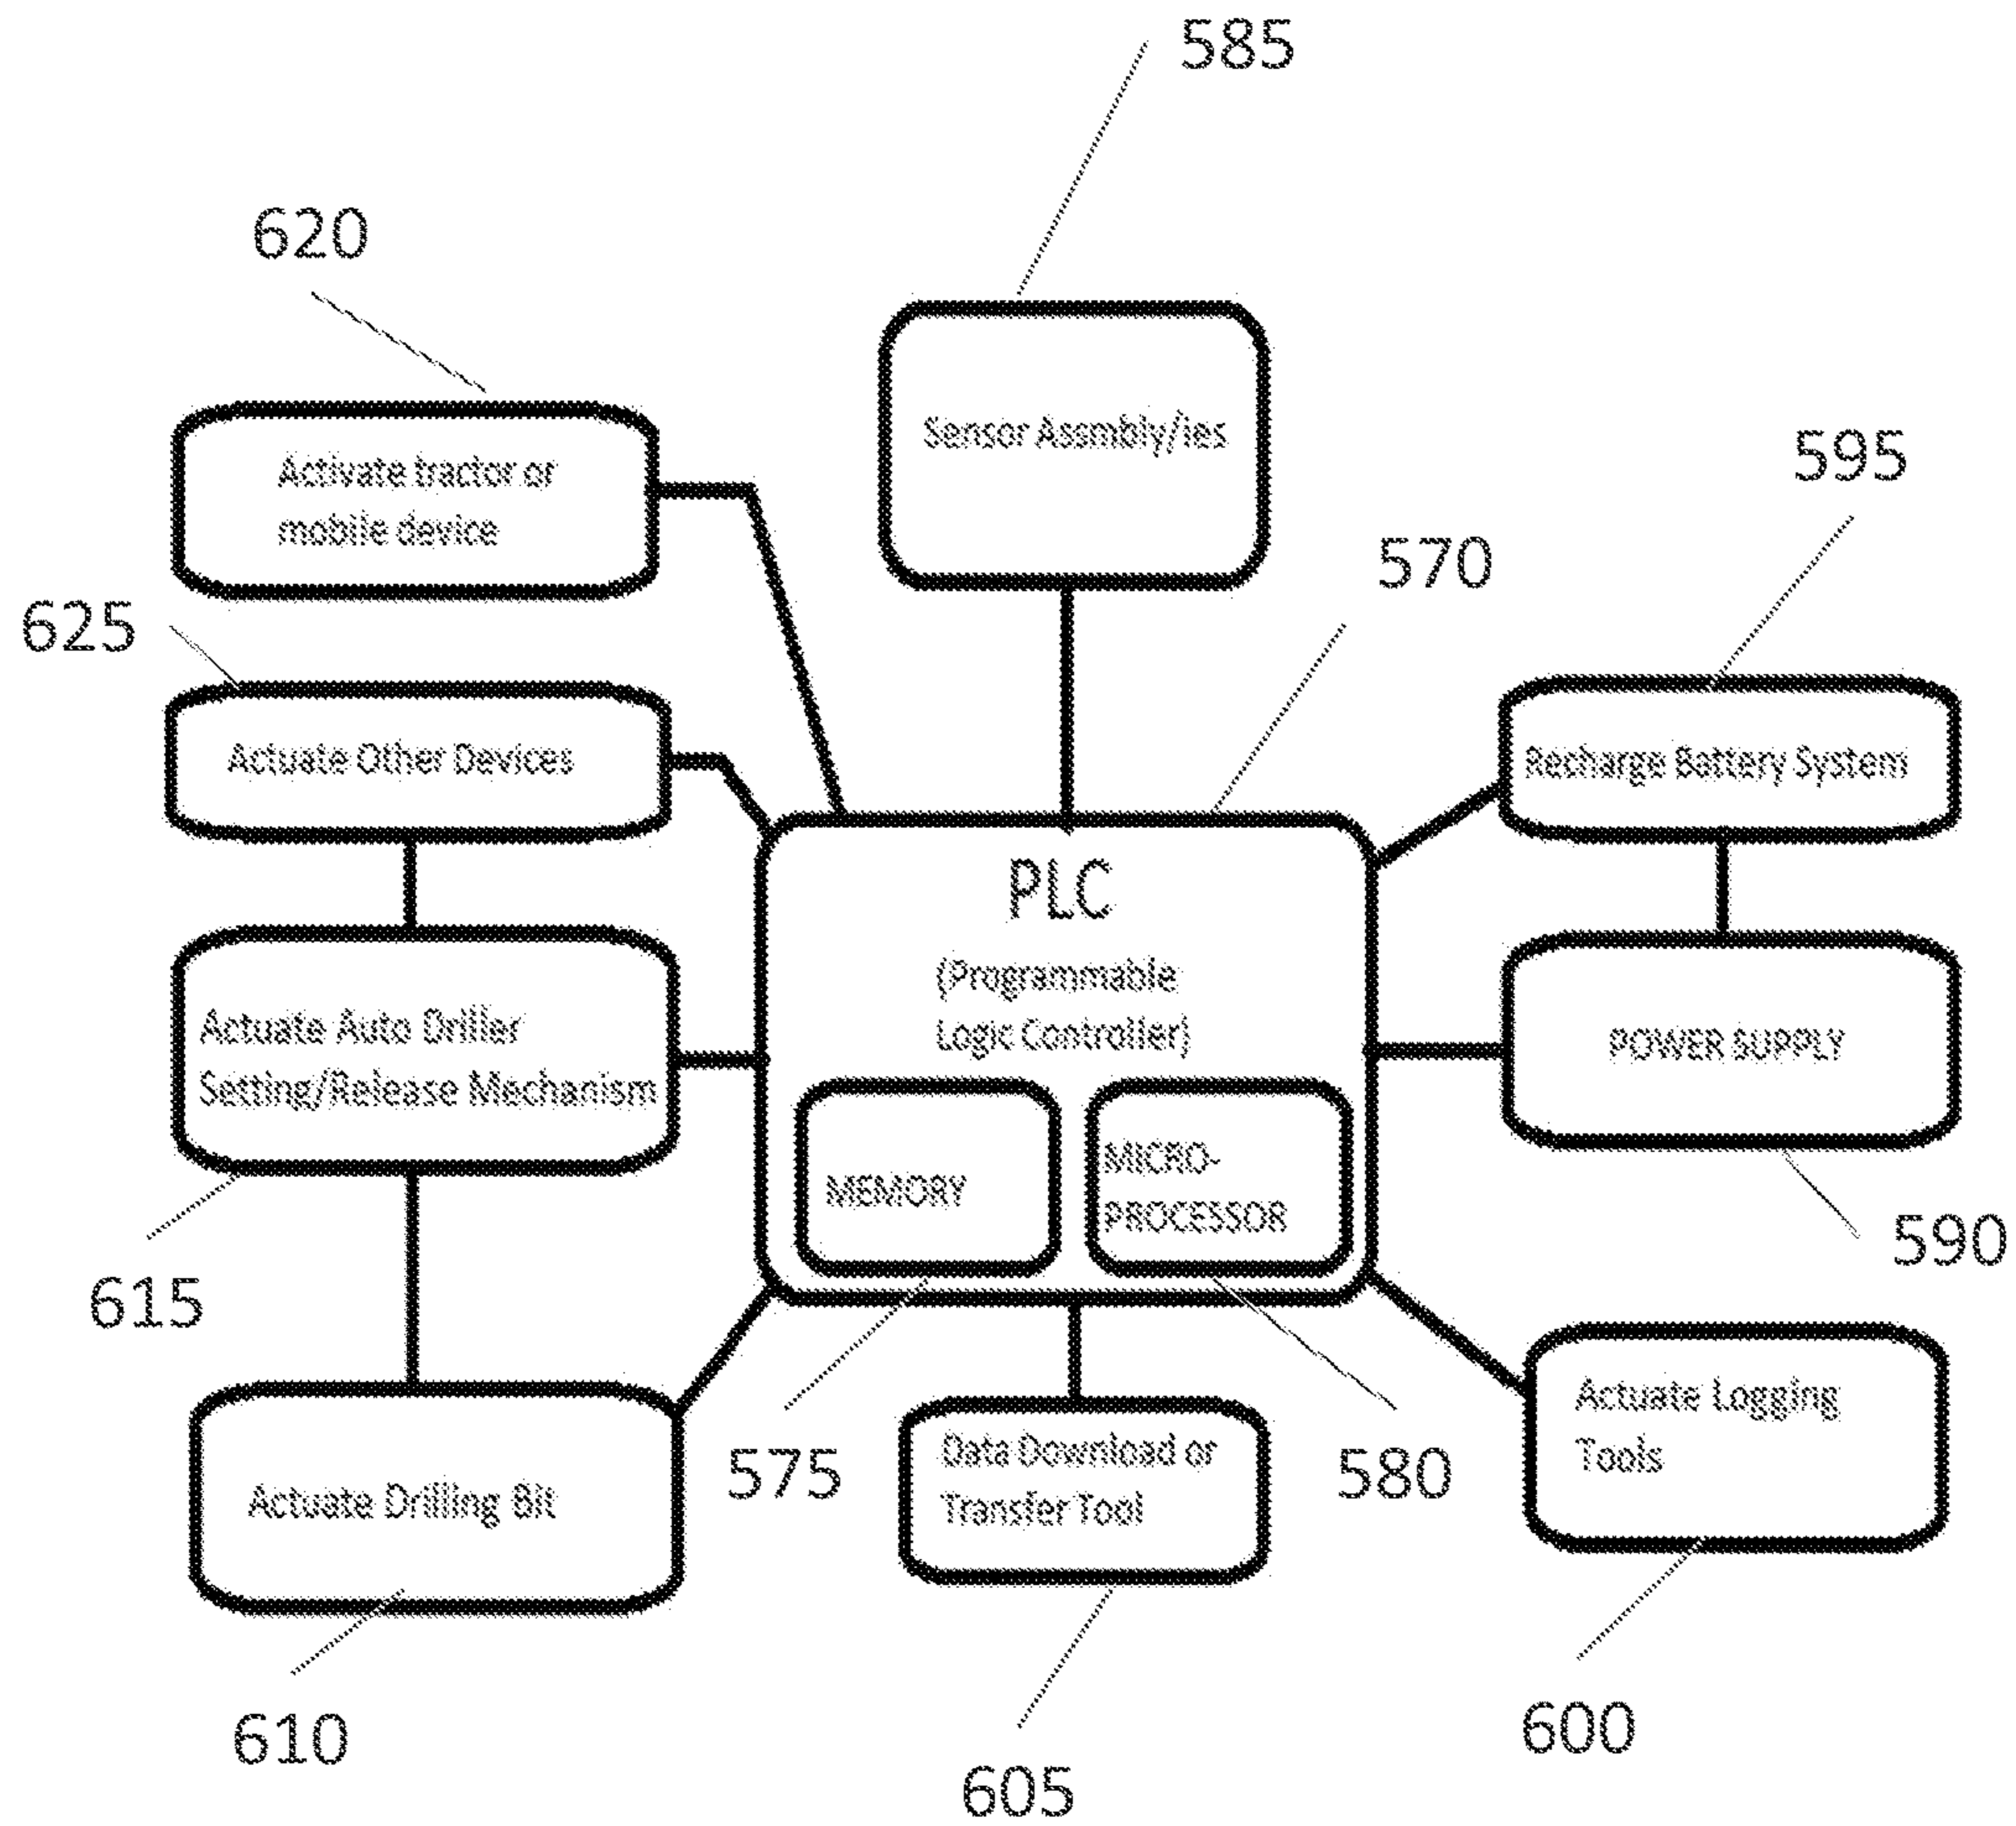 585
620
Sensor Assmbly/ies
595
Activate tractor or
mobile device
570
625
Actuate Other Devices
Recharge Battery System
PLC
(Programmable
Logic Controller)
Actuate Auto Driller
Setting/Release Mechanism
POWER SUPPLY
MEMORY
MICRO-
PROCESSOR
590
615
Actuate Logging
Tools
575
Data Download or
Transfer Tool
580
Actuate Drilling Bit
610
605
600